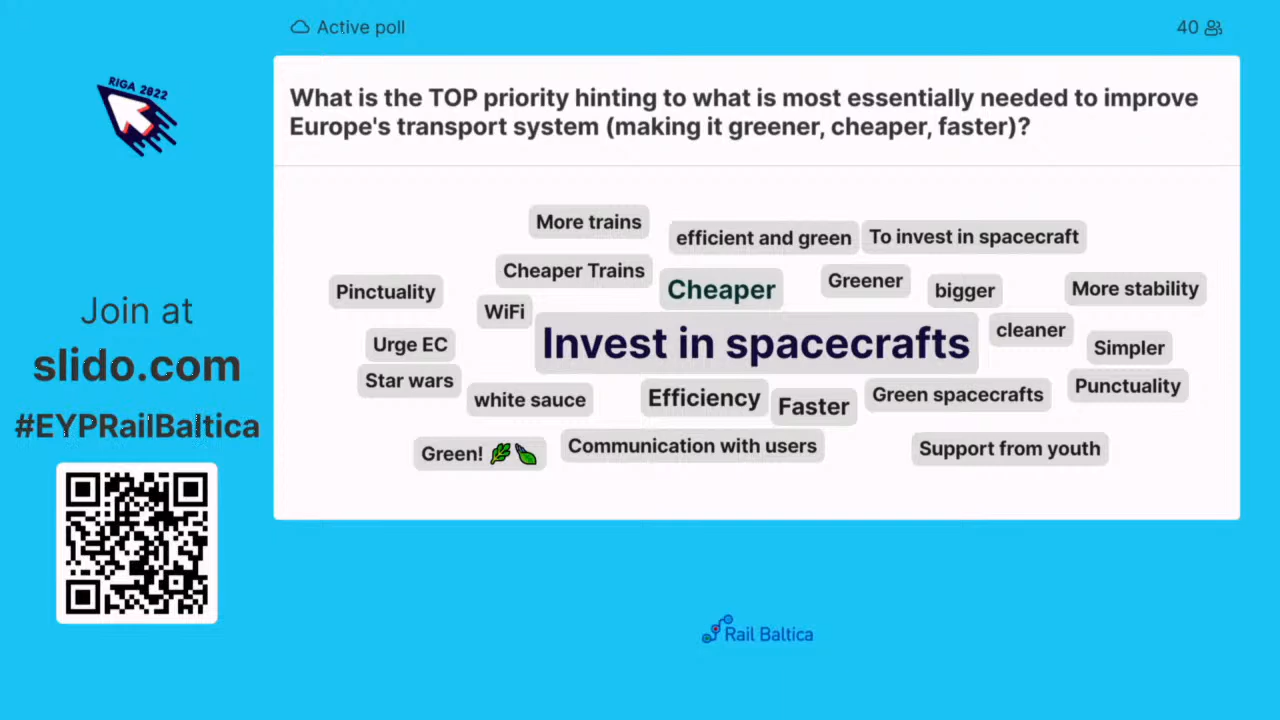 Active poll
40
RIGA 2022
What is the TOP priority hinting to what is most essentially needed to improve
Europe's transport system (making it greener, cheaper, faster)?
More trains
efficient and green
To invest in spacecraft
Cheaper Trains
Cheaper
Greener
bigger
More stability
Pinctuality
WiFi
Invest in spacecrafts
cleaner
Simpler
Urge EC
Star wars
white sauce
Efficiency
Faster
Green spacecrafts
Punctuality
Green! 🌿🍃
Communication with users
Support from youth
Join at
slido.com
#EYPRailBaltica
Rail Baltica